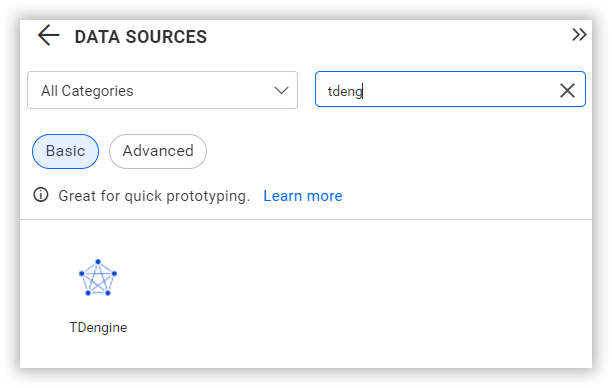 DATA SOURCES
All Categories
tdeng
Basic
Advanced
Great for quick prototyping. Learn more
TDengine